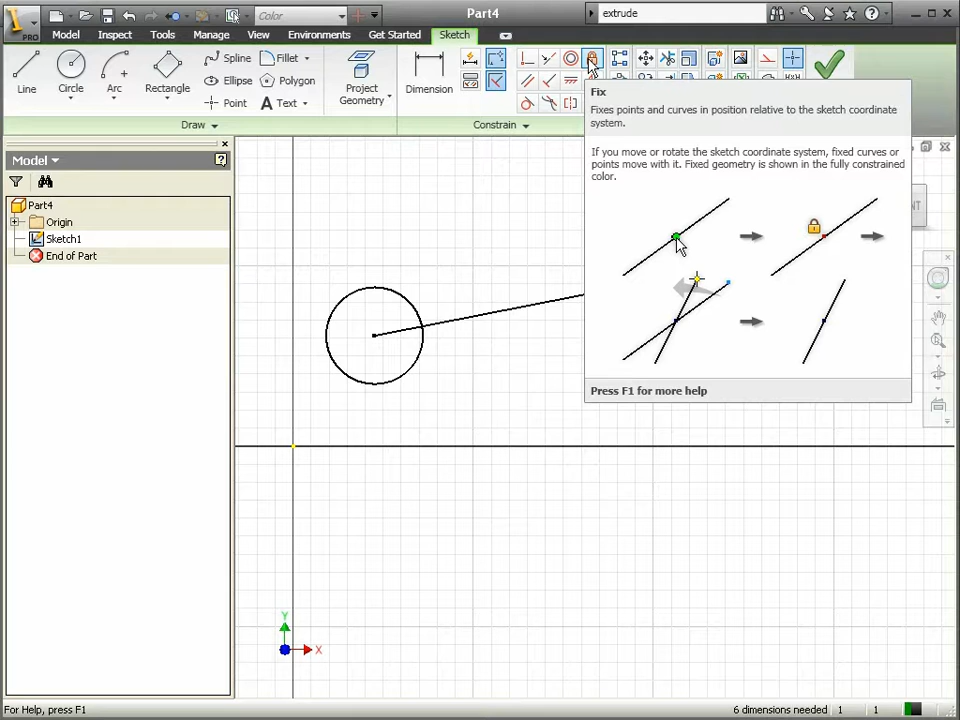 Color
Part4
extrude
PRO
Model
Inspect
Tools
Manage
View
Environments
Get Started
Sketch
Line
Circle
Arc
Rectangle
Spline
Ellipse
Point
Fillet
Polygon
Text
Project
Geometry
Dimension
Draw
Constrain
Fix
Fixes points and curves in position relative to the sketch coordinate
system.
If you move or rotate the sketch coordinate system, fixed curves or
points move with it. Fixed geometry is shown in the fully constrained
color.
Press F1 for more help
Model
Part4
Origin
Sketch1
End of Part
NT
Y
X
For Help, press F1
6 dimensions needed
1
1